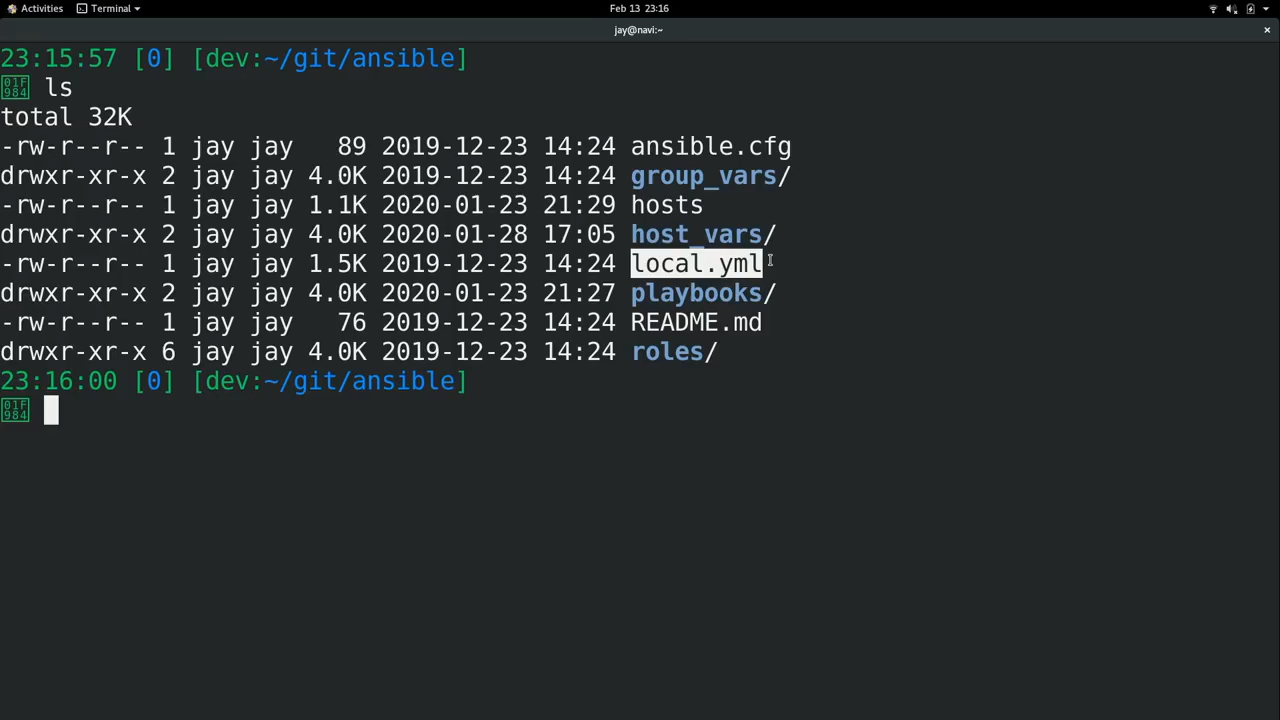 Activities Terminal Feb 13 23:16
jay@navi:~
23:15:57 [0] [dev:~/git/ansible]
01F984 ls
total 32K
-rw-r--r-- 1 jay jay   89 2019-12-23 14:24 ansible.cfg
drwxr-xr-x 2 jay jay 4.0K 2019-12-23 14:24 group_vars/
-rw-r--r-- 1 jay jay 1.1K 2020-01-23 21:29 hosts
drwxr-xr-x 2 jay jay 4.0K 2020-01-28 17:05 host_vars/
-rw-r--r-- 1 jay jay 1.5K 2019-12-23 14:24 local.yml
drwxr-xr-x 2 jay jay 4.0K 2020-01-23 21:27 playbooks/
-rw-r--r-- 1 jay jay   76 2019-12-23 14:24 README.md
drwxr-xr-x 6 jay jay 4.0K 2019-12-23 14:24 roles/
23:16:00 [0] [dev:~/git/ansible]
01F984